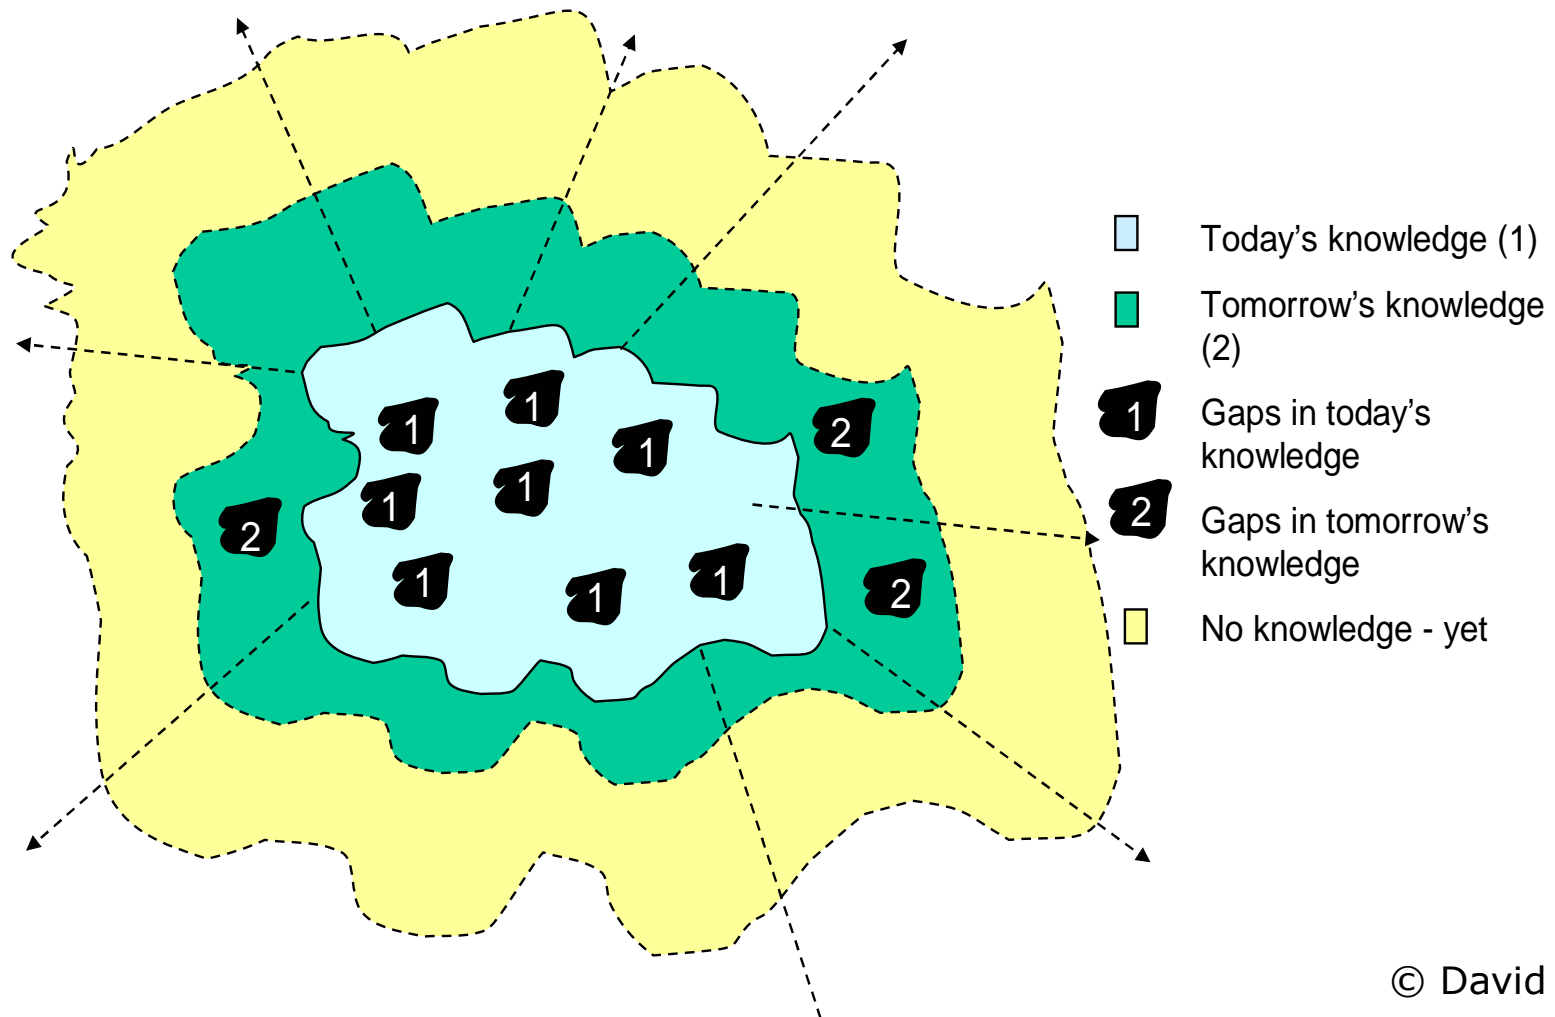 1
1
1
1
1
1
1
1
2
2
2
Today's knowledge (1)
Tomorrow's knowledge
(2)
1
Gaps in today's
knowledge
2
Gaps in tomorrow's
knowledge
No knowledge - yet
© David